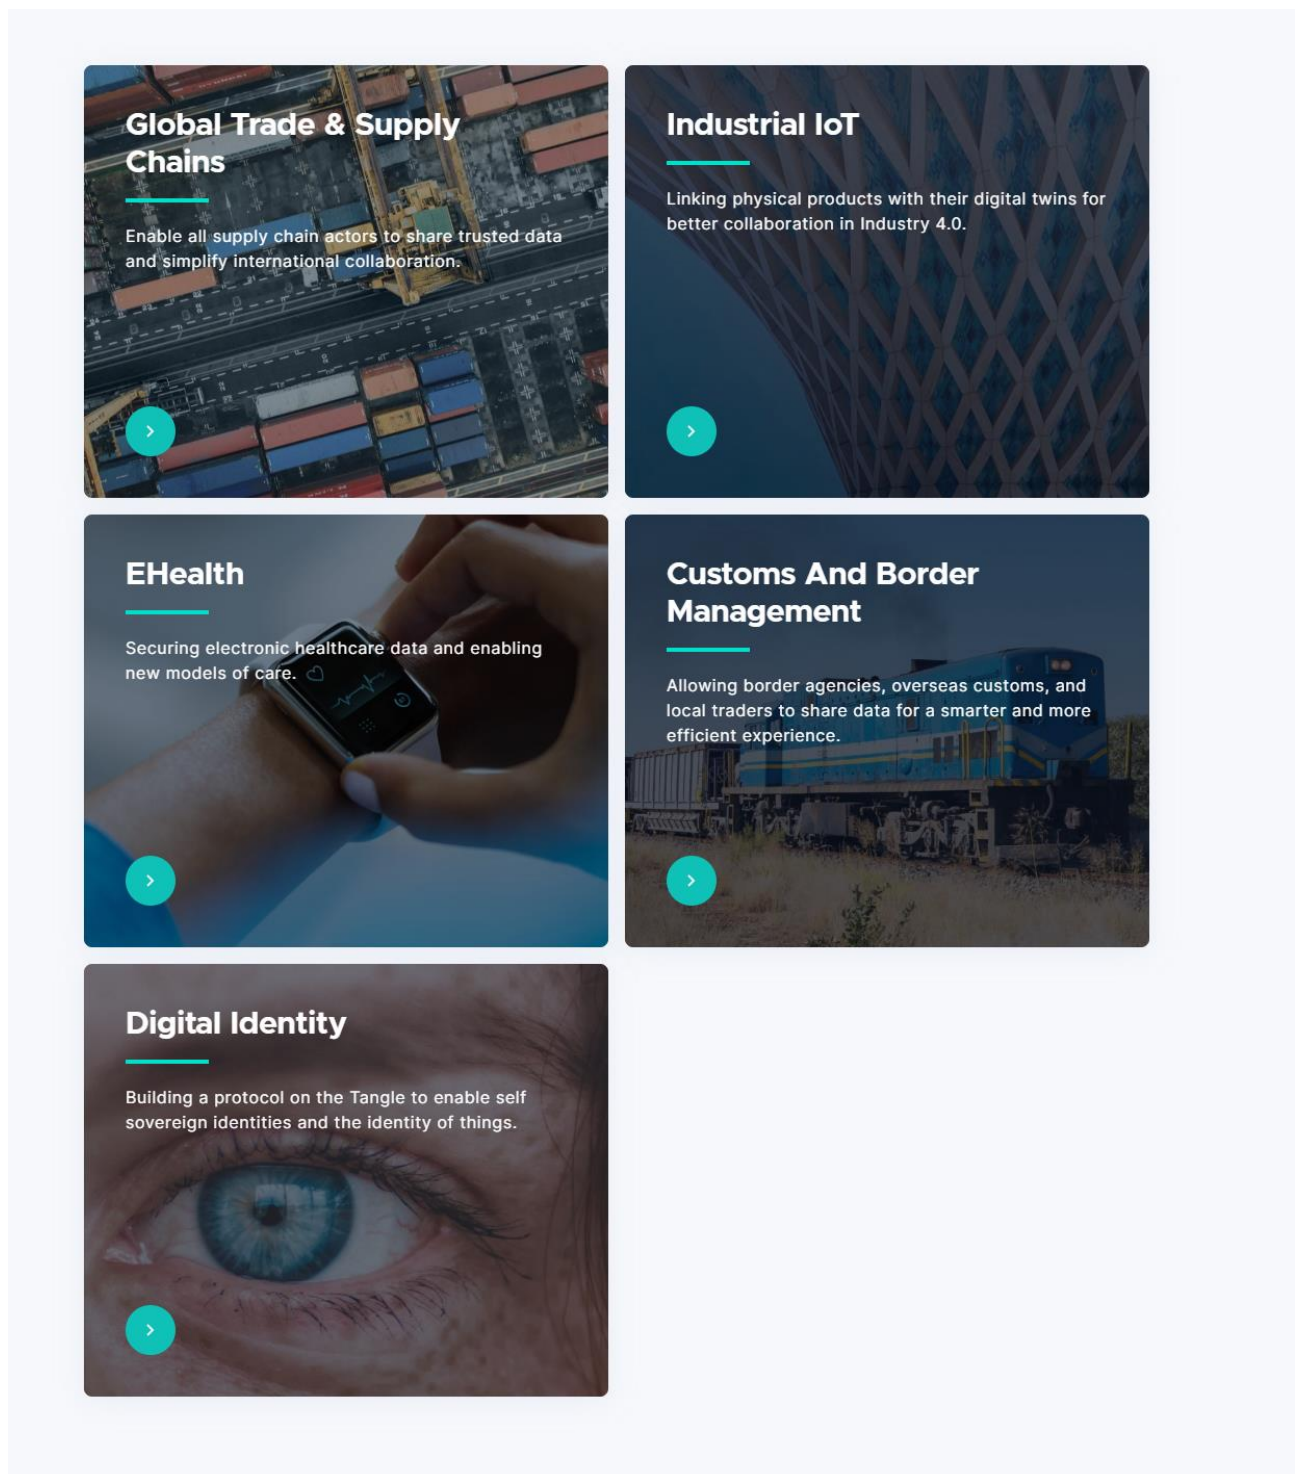 Global Trade & Supply
Chains
Enable all supply chain actors to share trusted data
and simplify international collaboration.
Industrial IoT
Linking physical products with their digital twins for
better collaboration in Industry 4.0.
EHealth
Securing electronic healthcare data and enabling
new models of care.
Customs And Border
Management
Allowing border agencies, overseas customs, and
local traders to share data for a smarter and more
efficient experience.
Digital Identity
Building a protocol on the Tangle to enable self
sovereign identities and the identity of things.